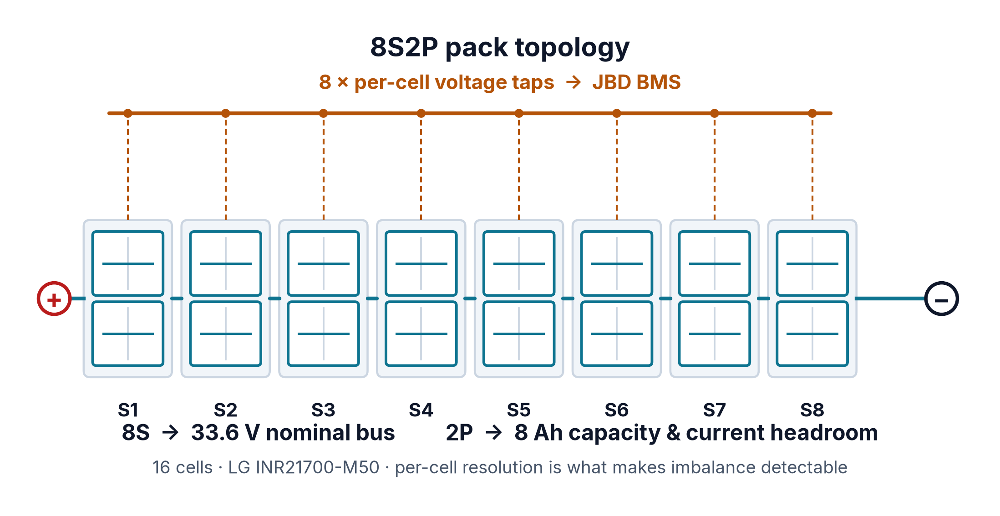 8S2P pack topology
8 × per-cell voltage taps → JBD BMS
+ −
S1 S2 S3 S4 S5 S6 S7 S8
8S → 33.6 V nominal bus 2P → 8 Ah capacity & current headroom
16 cells · LG INR21700-M50 · per-cell resolution is what makes imbalance detectable